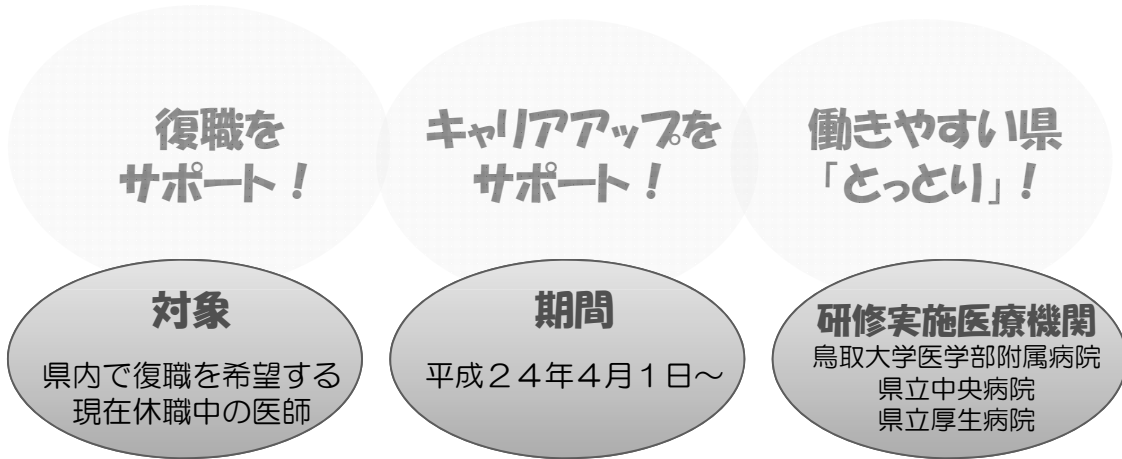 復職を
サポート！
キャリアアップを
サポート！
働きやすい県
「とっとり」！
対象
県内で復職を希望する
現在休職中の医師
期間
平成２４年４月１日～
研修実施医療機関
鳥取大学医学部附属病院
県立中央病院
県立厚生病院